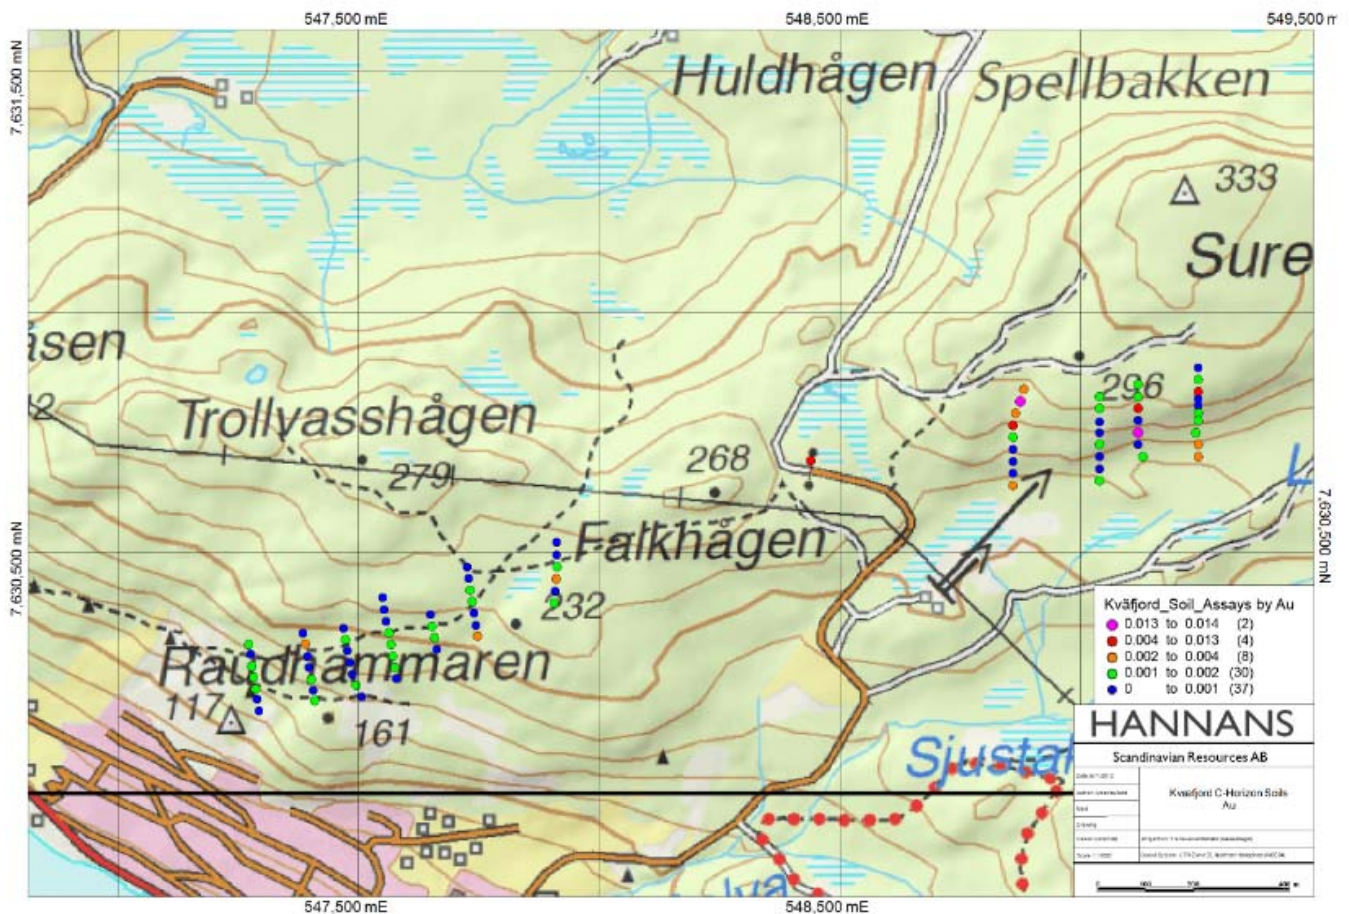 547,500 mE
548,500 mE
549,500 m
7,631,500 mN
Huldhågen
Spellbakken
333
Sure
åsen
Trollvasshågen
279
268
296
L
7,630,500 mN
7,630,500 mN
Falkhågen
232
Raudhammaren
117
161
Sjusta
lva
Kväfjord_Soil_Assays by Au
0.013 to 0.014 (2)
0.004 to 0.013 (4)
0.002 to 0.004 (8)
0.001 to 0.002 (30)
0 to 0.001 (37)
HANNANS
Scandinavian Resources AB
Kvaefjord C-Horizon Soils
Au
547,500 mE
548,500 mE